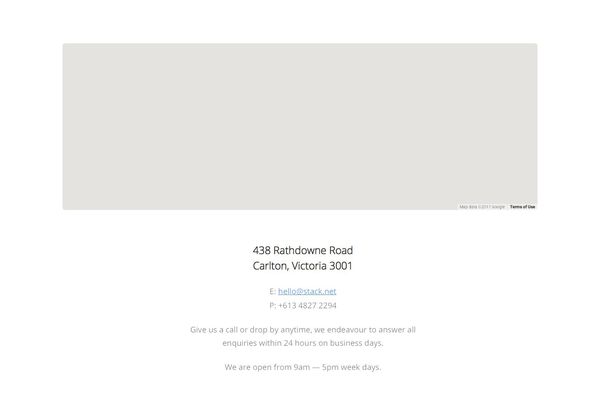 Map data ©2017 Google Terms of Use
438 Rathdowne Road
Carlton, Victoria 3001
E: hello@stack.net
P: +613 4827 2294
Give us a call or drop by anytime, we endeavour to answer all
enquiries within 24 hours on business days.
We are open from 9am — 5pm week days.